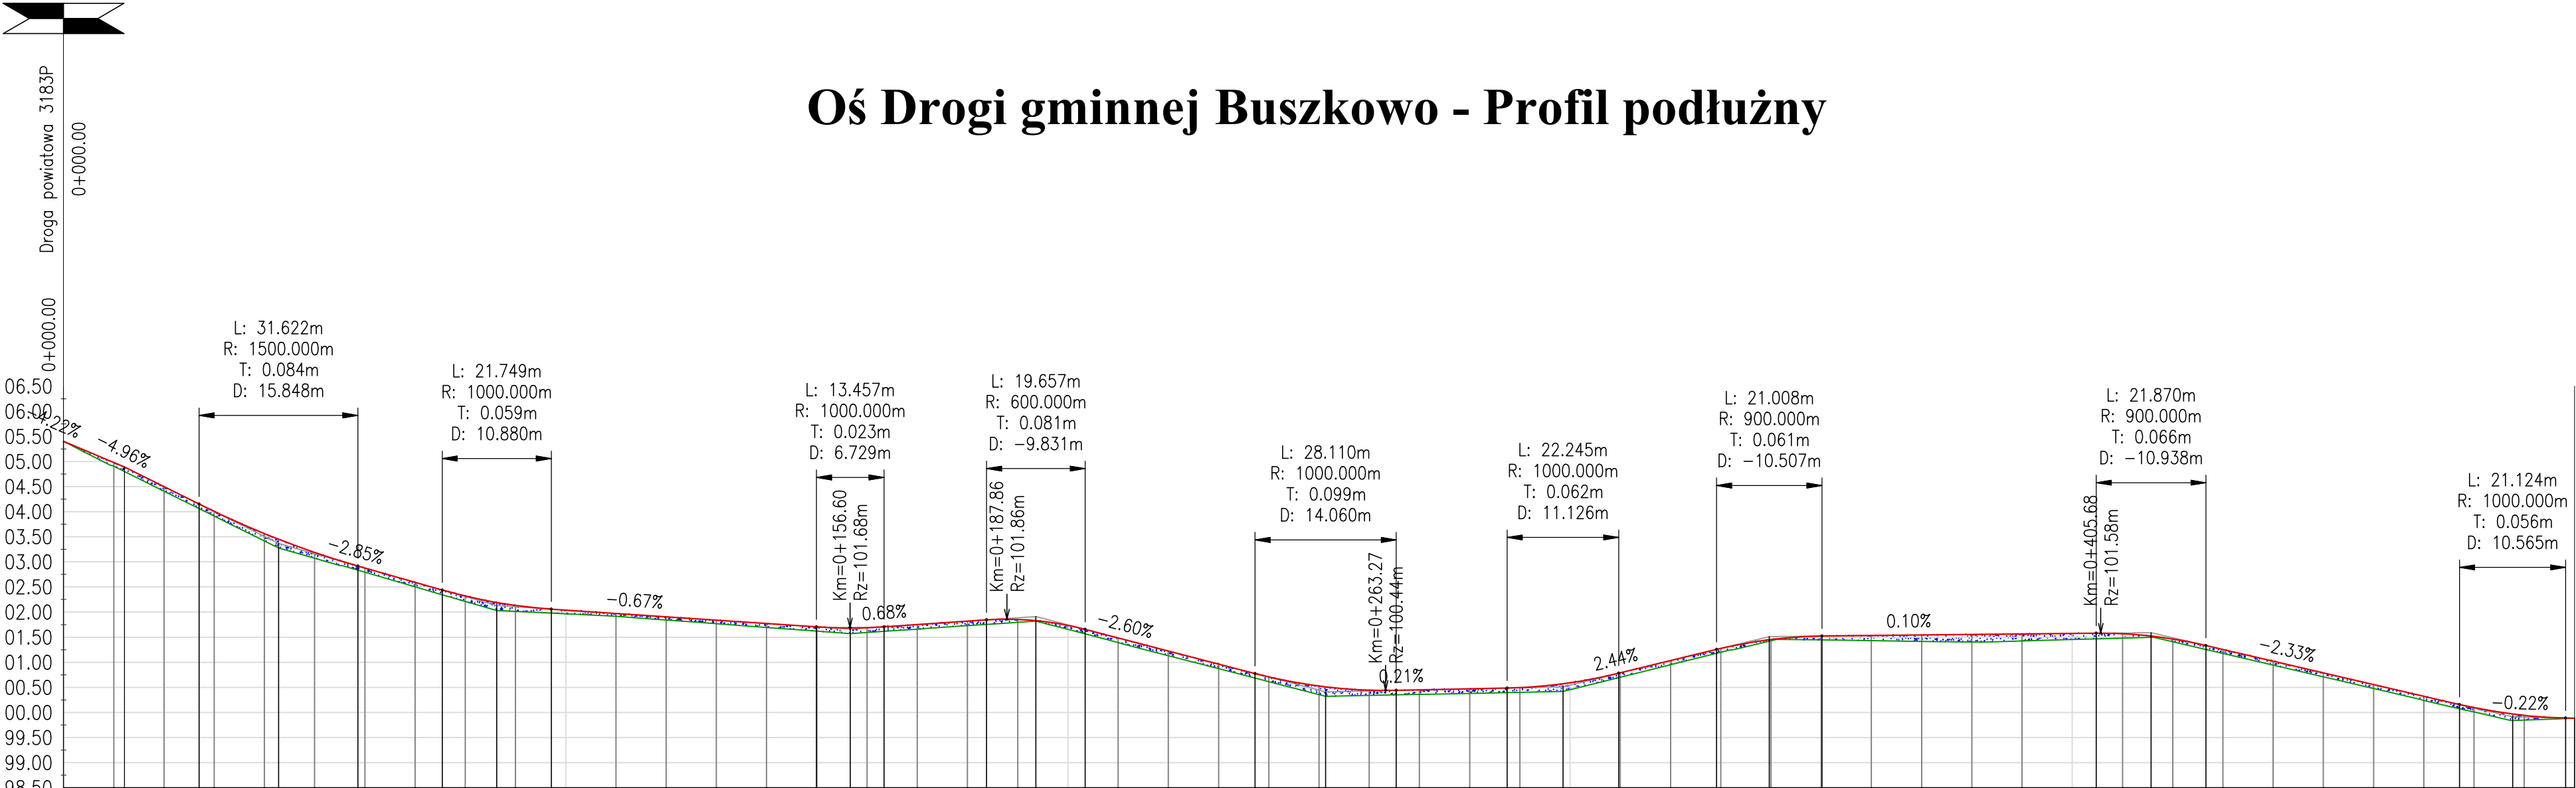 Oś Drogi gminnej Buszkowo - Profil podłużny
Droga powiatowa 3183P
0+000.00
0+000.00
06.50
06.00
05.50
05.00
04.50
04.00
03.50
03.00
02.50
02.00
01.50
01.00
00.50
00.00
99.50
99.00
98.50
-4.22%
-4.96%
L: 31.622m
R: 1500.000m
T: 0.084m
D: 15.848m
-2.85%
L: 21.749m
R: 1000.000m
T: 0.059m
D: 10.880m
-0.67%
L: 13.457m
R: 1000.000m
T: 0.023m
D: 6.729m
Km=0+156.60
Rz=101.68m
0.68%
L: 19.657m
R: 600.000m
T: 0.081m
D: -9.831m
Km=0+187.86
Rz=101.86m
-2.60%
L: 28.110m
R: 1000.000m
T: 0.099m
D: 14.060m
Km=0+263.27
Rz=100.44m
0.21%
L: 22.245m
R: 1000.000m
T: 0.062m
D: 11.126m
2.44%
L: 21.008m
R: 900.000m
T: 0.061m
D: -10.507m
0.10%
L: 21.870m
R: 900.000m
T: 0.066m
D: -10.938m
Km=0+405.68
Rz=101.58m
-2.33%
L: 21.124m
R: 1000.000m
T: 0.056m
D: 10.565m
-0.22%